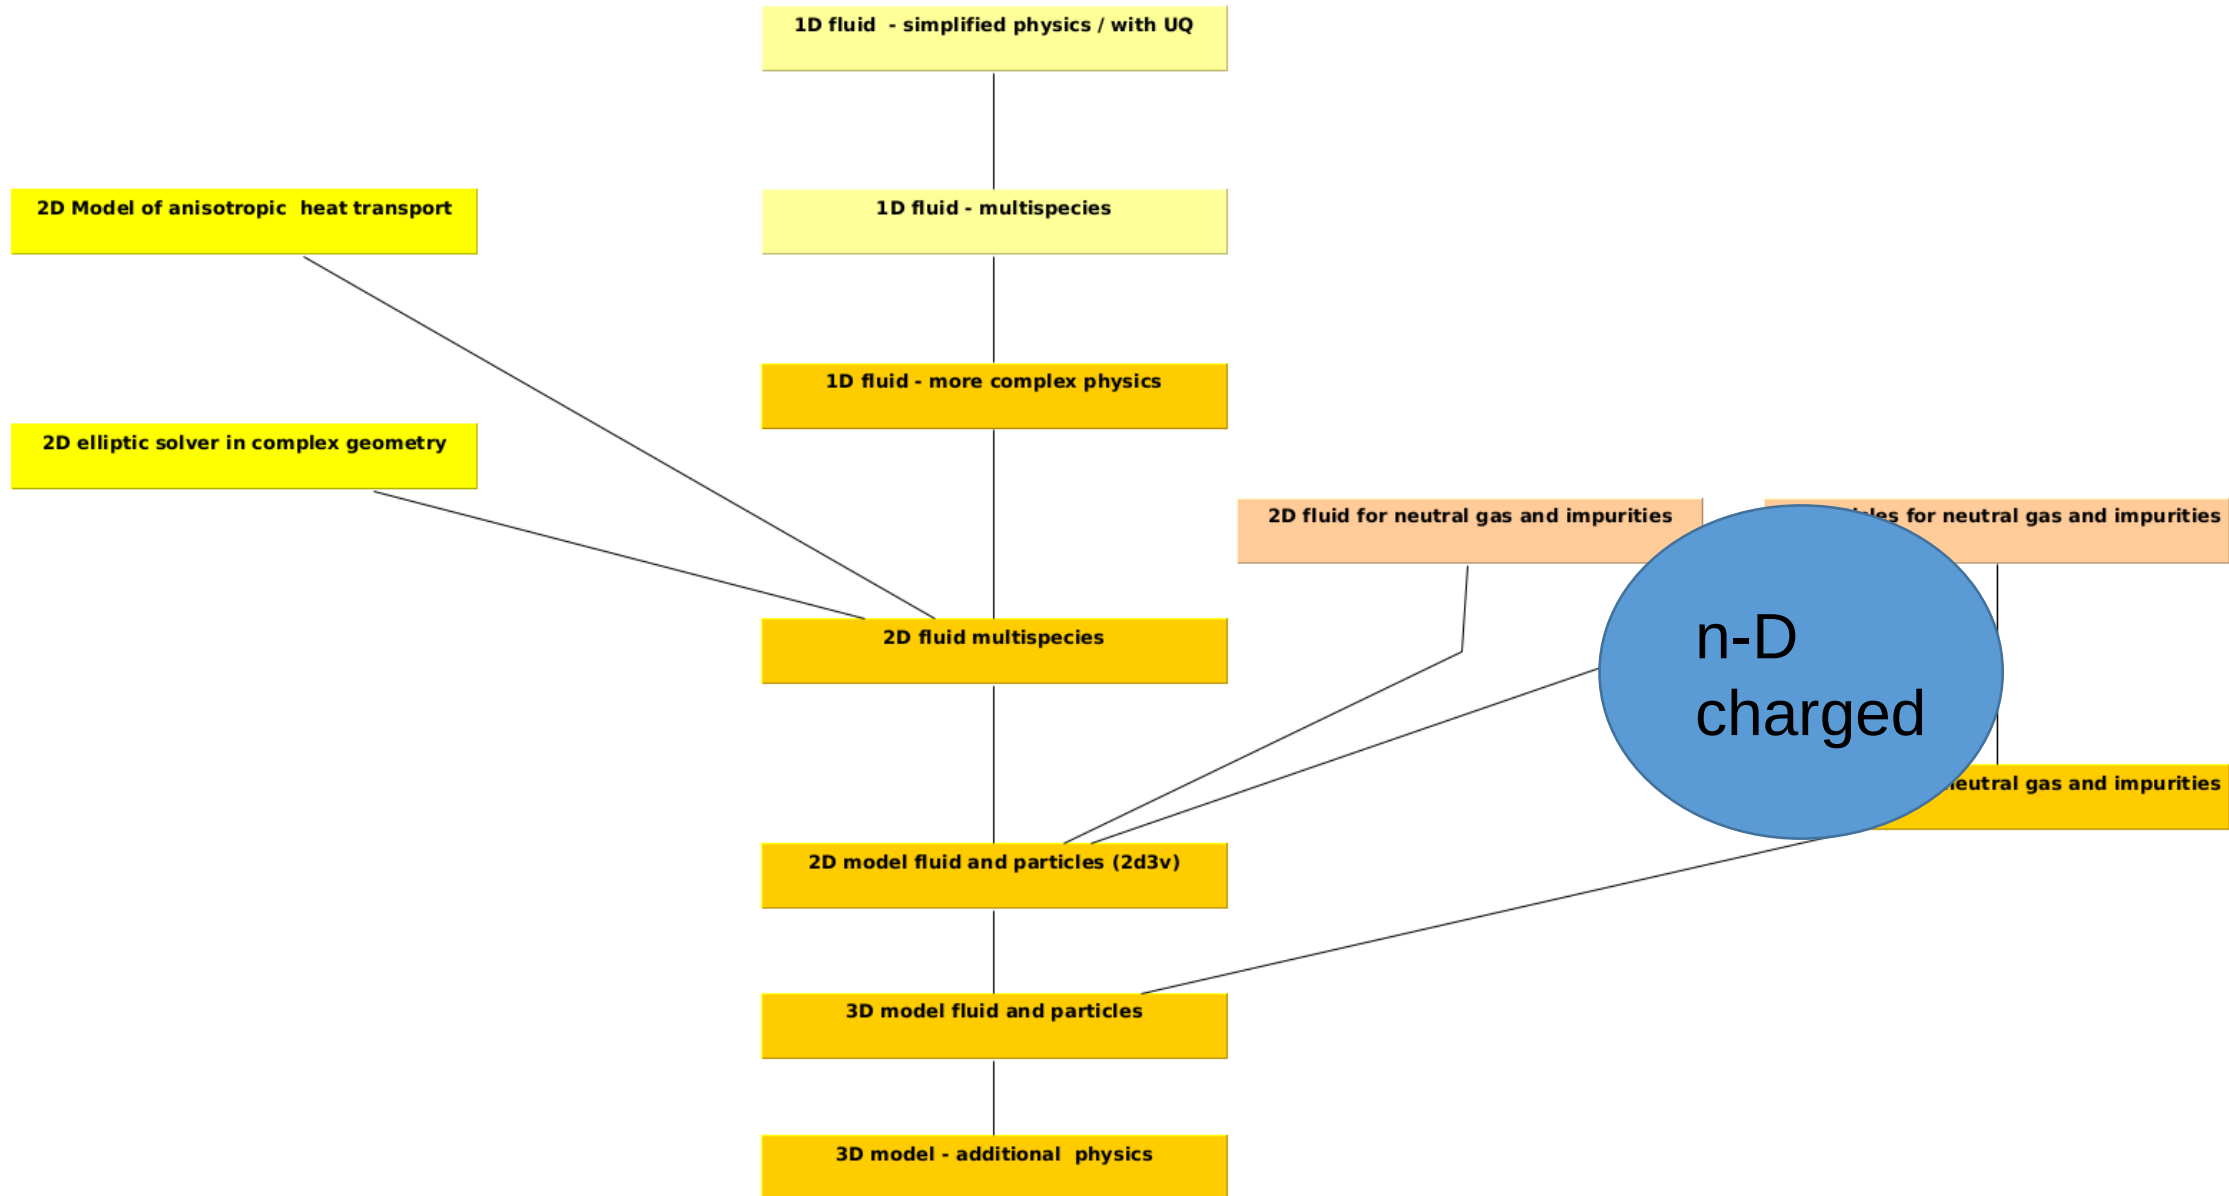 1D fluid  - simplified physics / with UQ
2D Model of anisotropic  heat transport
1D fluid - multispecies
1D fluid - more complex physics
2D elliptic solver in complex geometry
2D fluid for neutral gas and impurities
for neutral gas and impurities
n-D
charged
2D fluid multispecies
neutral gas and impurities
2D model fluid and particles (2d3v)
3D model fluid and particles
3D model - additional  physics